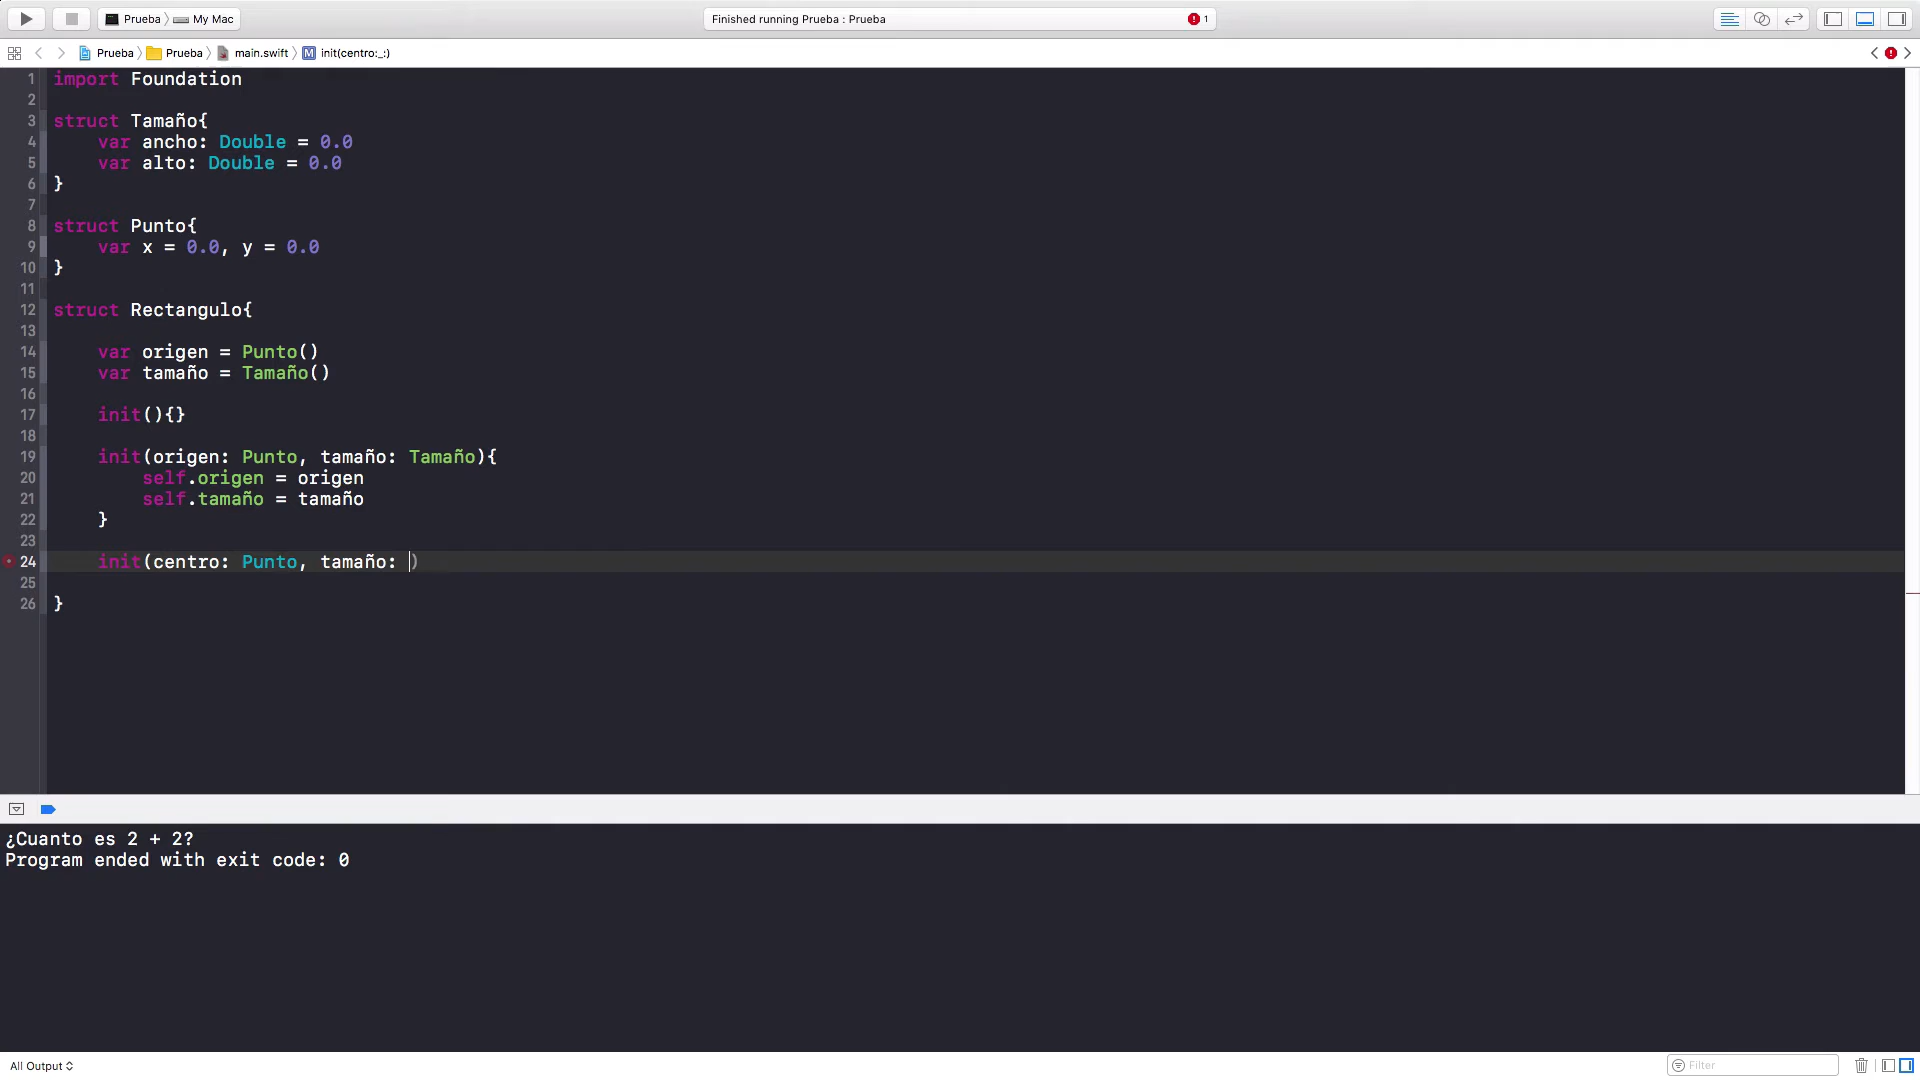 Prueba My Mac
Finished running Prueba : Prueba
1
Prueba Prueba main.swift M init(centro:_:)
1 import Foundation
2
3 struct Tamaño{
4 var ancho: Double = 0.0
5 var alto: Double = 0.0
6 }
7
8 struct Punto{
9 var x = 0.0, y = 0.0
10 }
11
12 struct Rectangulo{
13
14 var origen = Punto()
15 var tamaño = Tamaño()
16
17 init(){}
18
19 init(origen: Punto, tamaño: Tamaño){
20 self.origen = origen
21 self.tamaño = tamaño
22 }
23
24 init(centro: Punto, tamaño: )
25
26 }
¿Cuanto es 2 + 2?
Program ended with exit code: 0
All Output
Filter